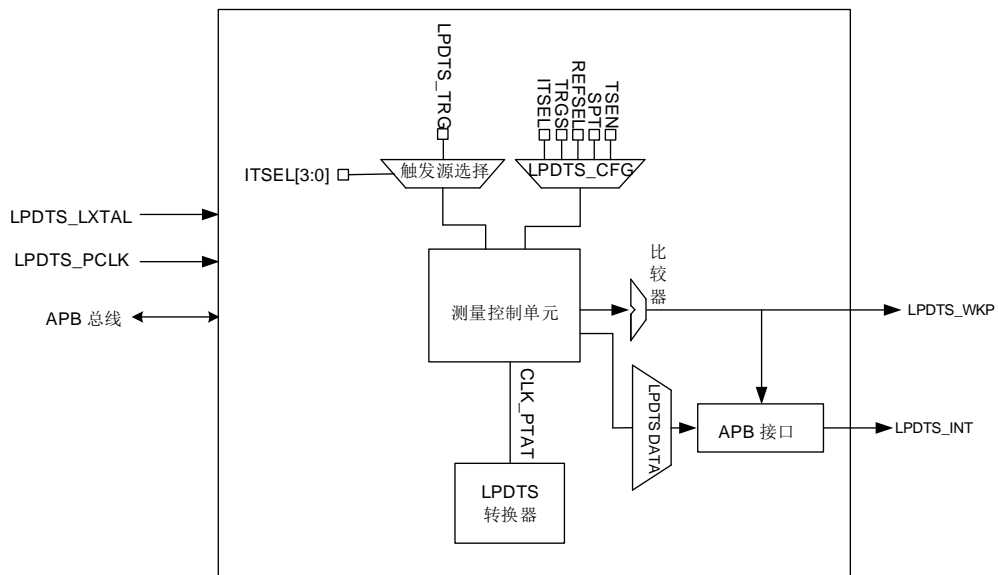 LPDTS_TRG
ITSEL
TRGS
REFSEL
SPT
TSEN
触发源选择
LPDTS_CFG
ITSEL[3:0]
LPDTS_LXTAL
LPDTS_PCLK
APB 总线
测量控制单元
比较器
LPDTS_WKP
CLK_PTAT
LPDTS DATA
APB 接口
LPDTS_INT
LPDTS
转换器